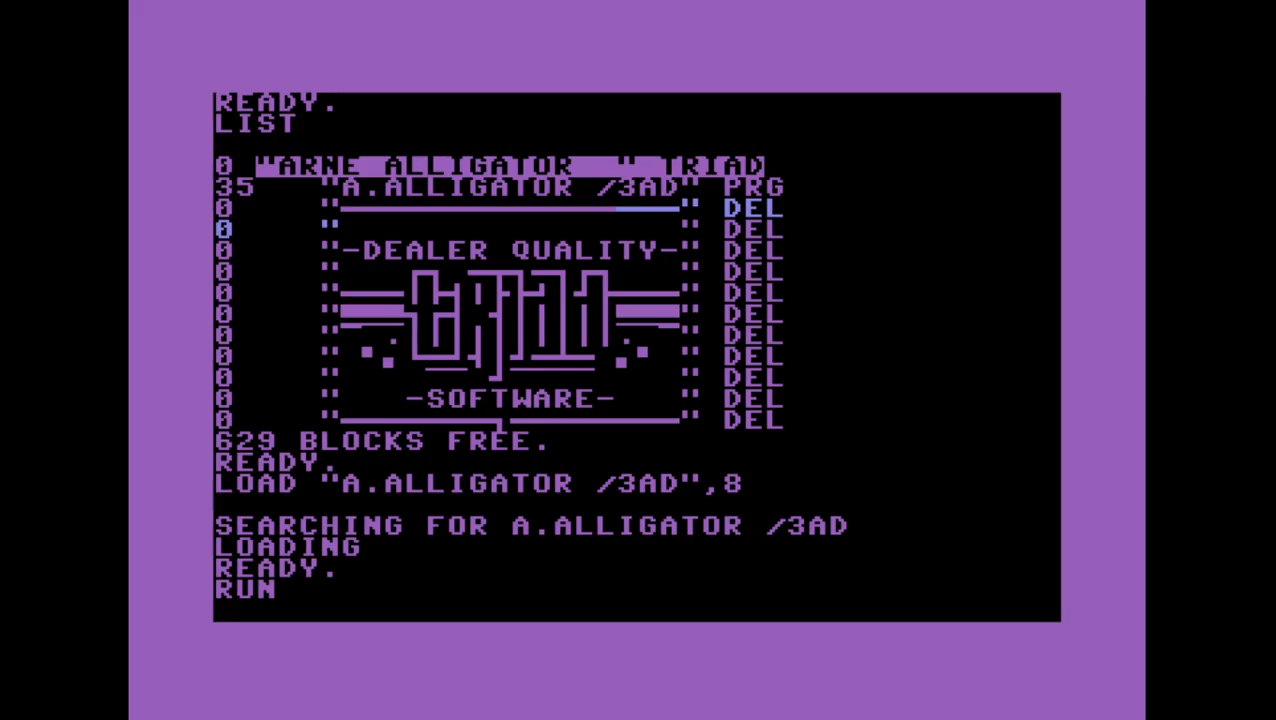 READY.
LIST
0 "ARNE ALLIGATOR  " TRIAD
35 "A.ALLIGATOR /3AD" PRG
0 " " DEL
0 " " DEL
0 "-DEALER QUALITY-" DEL
0 " " DEL
0 " " DEL
0 "TRIAD" DEL
0 " " DEL
0 " " DEL
0 " " DEL
0 "   -SOFTWARE-   " DEL
0 " " DEL
629 BLOCKS FREE.
READY.
LOAD "A.ALLIGATOR /3AD",8
SEARCHING FOR A.ALLIGATOR /3AD
LOADING
READY.
RUN